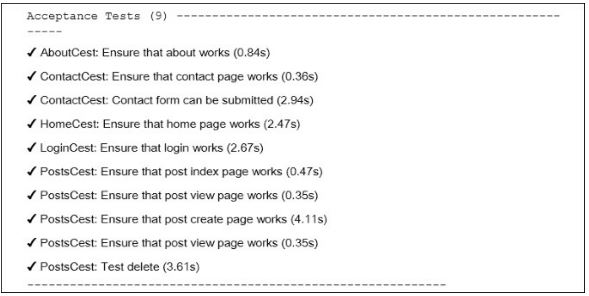 Acceptance Tests (9) ------------------------------------------------------
-----
✔ AboutCest: Ensure that about works (0.84s)
✔ ContactCest: Ensure that contact page works (0.36s)
✔ ContactCest: Contact form can be submitted (2.94s)
✔ HomeCest: Ensure that home page works (2.47s)
✔ LoginCest: Ensure that login works (2.67s)
✔ PostsCest: Ensure that post index page works (0.47s)
✔ PostsCest: Ensure that post view page works (0.35s)
✔ PostsCest: Ensure that post create page works (4.11s)
✔ PostsCest: Ensure that post view page works (0.35s)
✔ PostsCest: Test delete (3.61s)
-----------------------------------------------------------